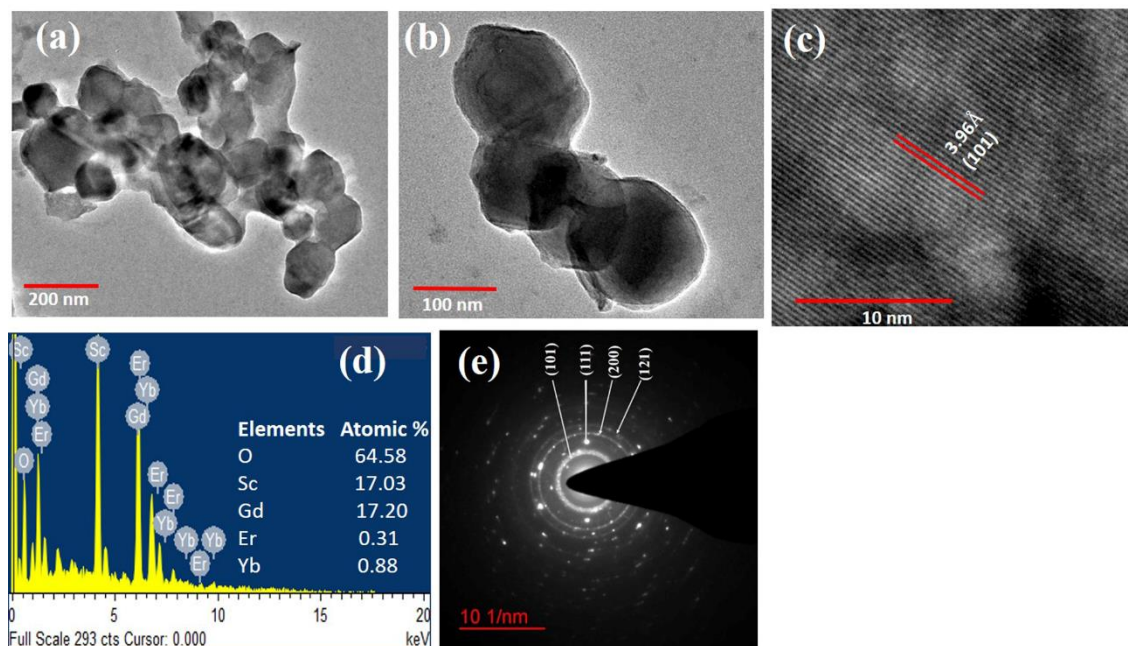 (a)
200 nm
(b)
100 nm
(c)
3.96Å
(101)
10 nm
(d)
Sc
Gd
Yb
Er
O
Sc
Er
Yb
Gd
Er
Er
Yb
Yb
Er
Yb
Elements Atomic %
O 64.58
Sc 17.03
Gd 17.20
Er 0.31
Yb 0.88
0 5 10 15 20
Full Scale 293 cts Cursor: 0.000 keV
(e)
(101) (111) (200) (121)
10 1/nm